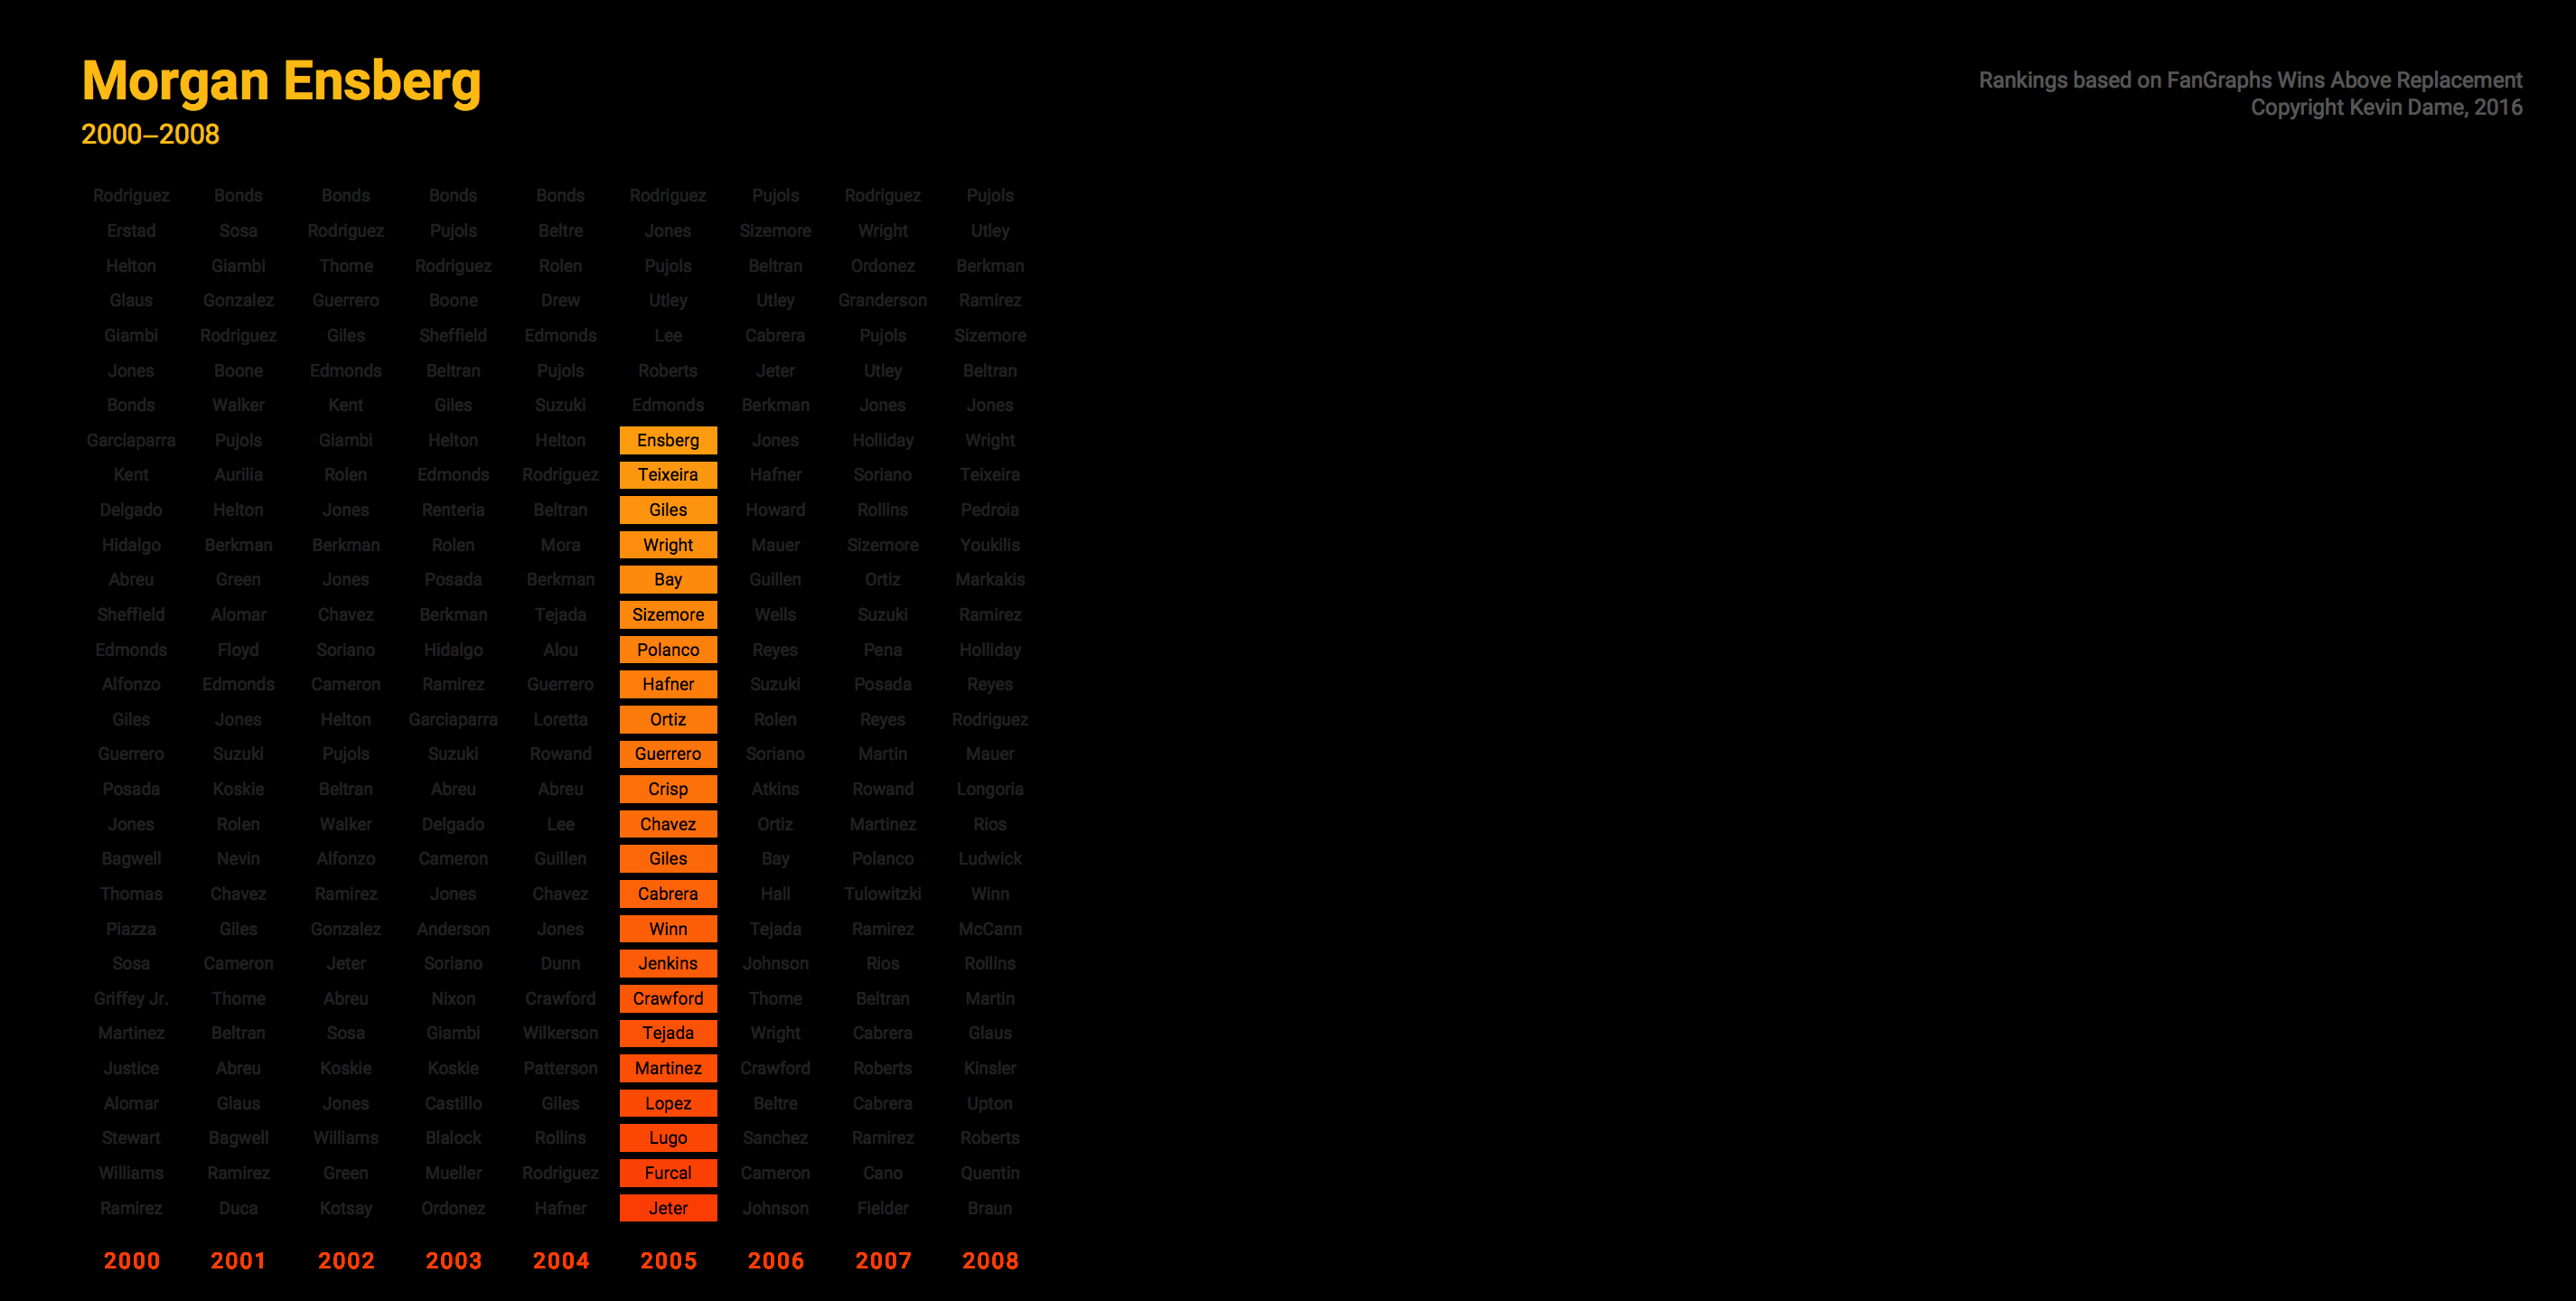 Morgan Ensberg
2000–2008
Rankings based on FanGraphs Wins Above Replacement
Copyright Kevin Dame, 2016
Rodriguez Bonds Bonds Bonds Bonds Rodriguez Pujols Rodriguez Pujols
Erstad Sosa Rodriguez Pujols Beltre Jones Sizemore Wright Utley
Helton Giambi Thome Rodriguez Rolen Pujols Beltran Ordonez Berkman
Glaus Gonzalez Guerrero Boone Drew Utley Utley Granderson Ramirez
Giambi Rodriguez Giles Sheffield Edmonds Lee Cabrera Pujols Sizemore
Jones Boone Edmonds Beltran Pujols Roberts Jeter Utley Beltran
Bonds Walker Kent Giles Suzuki Edmonds Berkman Jones Jones
Garciaparra Pujols Giambi Helton Helton Ensberg Jones Holliday Wright
Kent Aurilia Rolen Edmonds Rodriguez Teixeira Hafner Soriano Teixeira
Delgado Helton Jones Renteria Beltran Giles Howard Rollins Pedroia
Hidalgo Berkman Berkman Rolen Mora Wright Mauer Sizemore Youkilis
Abreu Green Jones Posada Berkman Bay Guillen Ortiz Markakis
Sheffield Alomar Chavez Berkman Tejada Sizemore Wells Suzuki Ramirez
Edmonds Floyd Soriano Hidalgo Alou Polanco Reyes Pena Holliday
Alfonzo Edmonds Cameron Ramirez Guerrero Hafner Suzuki Posada Reyes
Giles Jones Helton Garciaparra Loretta Ortiz Rolen Reyes Rodriguez
Guerrero Suzuki Pujols Suzuki Rowand Guerrero Soriano Martin Mauer
Posada Koskie Beltran Abreu Abreu Crisp Atkins Rowand Longoria
Jones Rolen Walker Delgado Lee Chavez Ortiz Martinez Rios
Bagwell Nevin Alfonzo Cameron Guillen Giles Bay Polanco Ludwick
Thomas Chavez Ramirez Jones Chavez Cabrera Hall Tulowitzki Winn
Piazza Giles Gonzalez Anderson Jones Winn Tejada Ramirez McCann
Sosa Cameron Jeter Soriano Dunn Jenkins Johnson Rios Rollins
Griffey Jr. Thome Abreu Nixon Crawford Crawford Thome Beltran Martin
Martinez Beltran Sosa Giambi Wilkerson Tejada Wright Cabrera Glaus
Justice Abreu Koskie Koskie Patterson Martinez Crawford Roberts Kinsler
Alomar Glaus Jones Castillo Giles Lopez Beltre Cabrera Upton
Stewart Bagwell Williams Blalock Rollins Lugo Sanchez Ramirez Roberts
Williams Ramirez Green Mueller Rodriguez Furcal Cameron Cano Quentin
Ramirez Duca Kotsay Ordonez Hafner Jeter Johnson Fielder Braun
2000 2001 2002 2003 2004 2005 2006 2007 2008